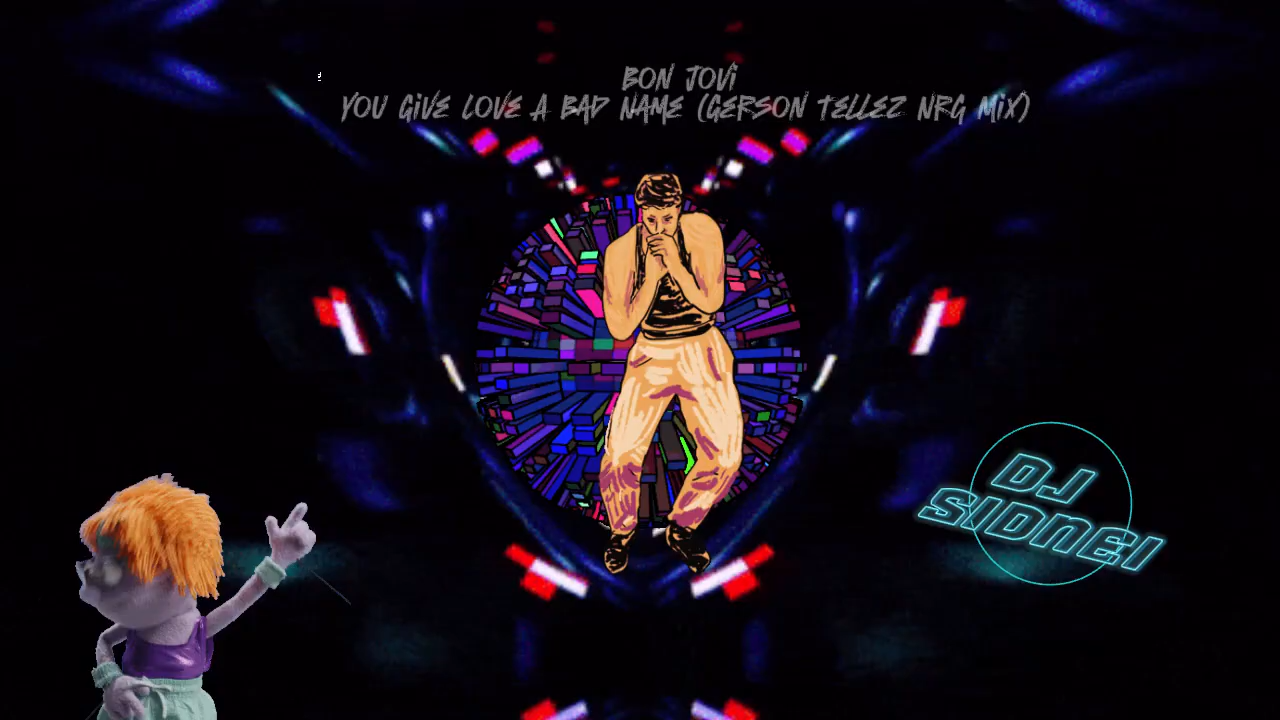 BON JOVI
YOU GIVE LOVE A BAD NAME (GERSON TELLEZ NRG MIX)
DJ
SIDNEI